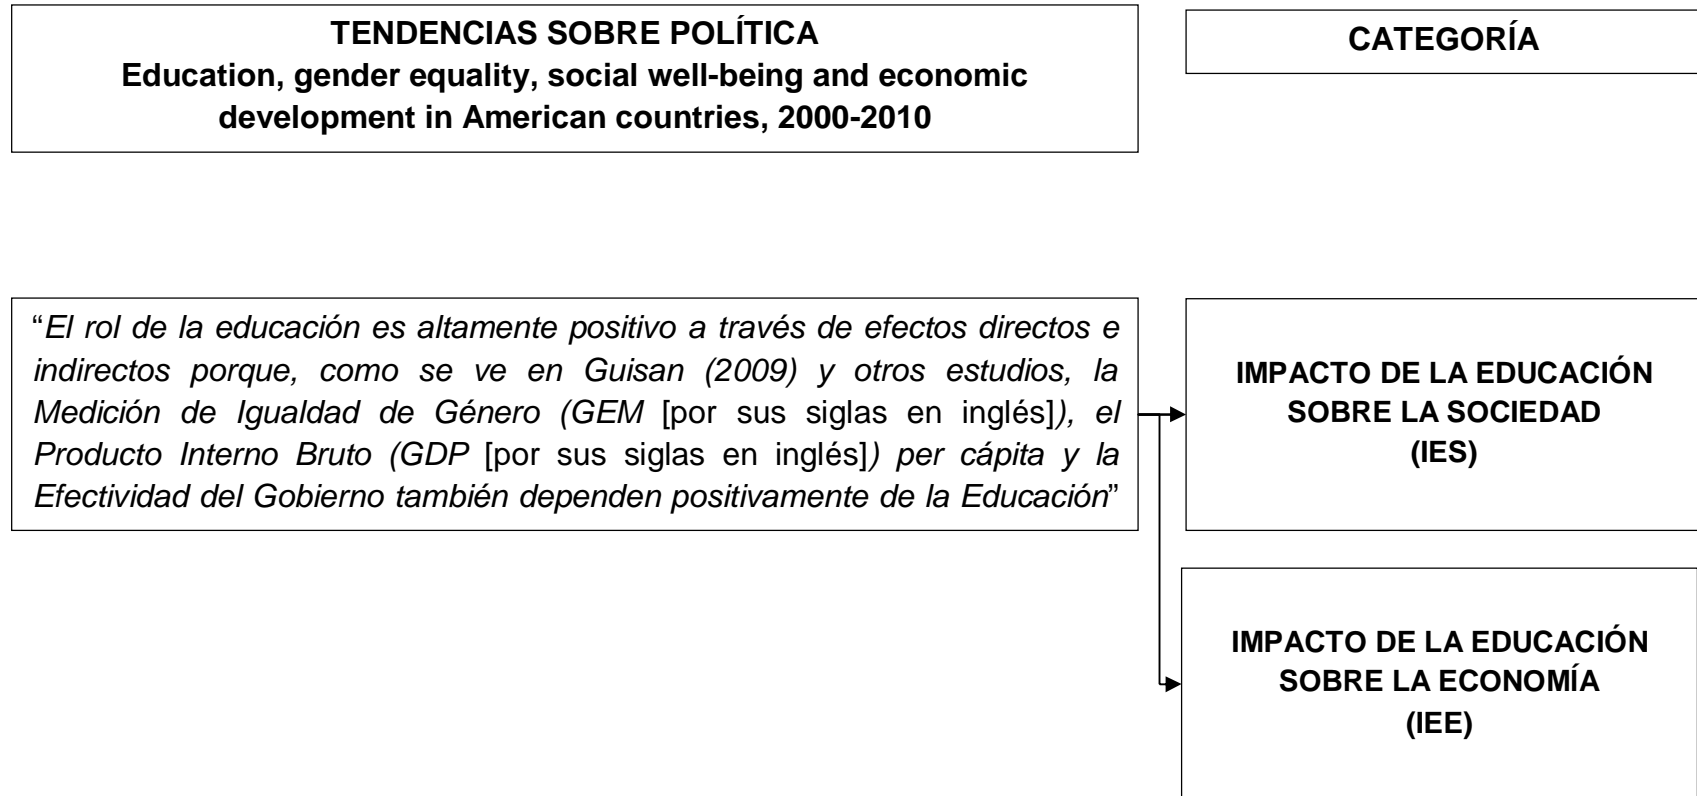 TENDENCIAS SOBRE POLÍTICA
Education, gender equality, social well-being and economic
development in American countries, 2000-2010
CATEGORÍA
“El rol de la educación es altamente positivo a través de efectos directos e
indirectos porque, como se ve en Guisan (2009) y otros estudios, la
Medición de Igualdad de Género (GEM [por sus siglas en inglés]), el
Producto Interno Bruto (GDP [por sus siglas en inglés]) per cápita y la
Efectividad del Gobierno también dependen positivamente de la Educación”
IMPACTO DE LA EDUCACIÓN
SOBRE LA SOCIEDAD
(IES)
IMPACTO DE LA EDUCACIÓN
SOBRE LA ECONOMÍA
(IEE)